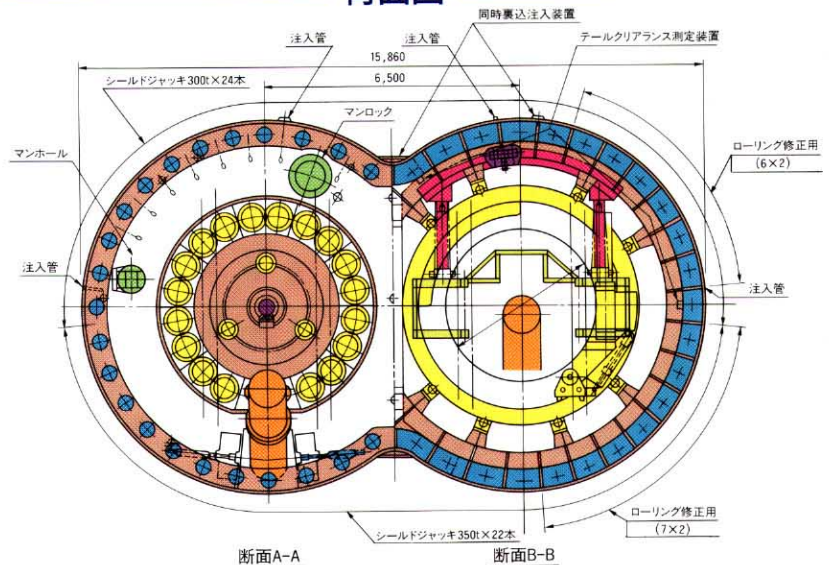 同時裏込注入装置
注入管
注入管
テールクリアランス測定装置
15,860
6,500
シールドジャッキ300t×24本
マンロック
マンホール
ローリング修正用
(6×2)
注入管
注入管
ローリング修正用
(7×2)
シールドジャッキ350t×22本
断面A-A
断面B-B